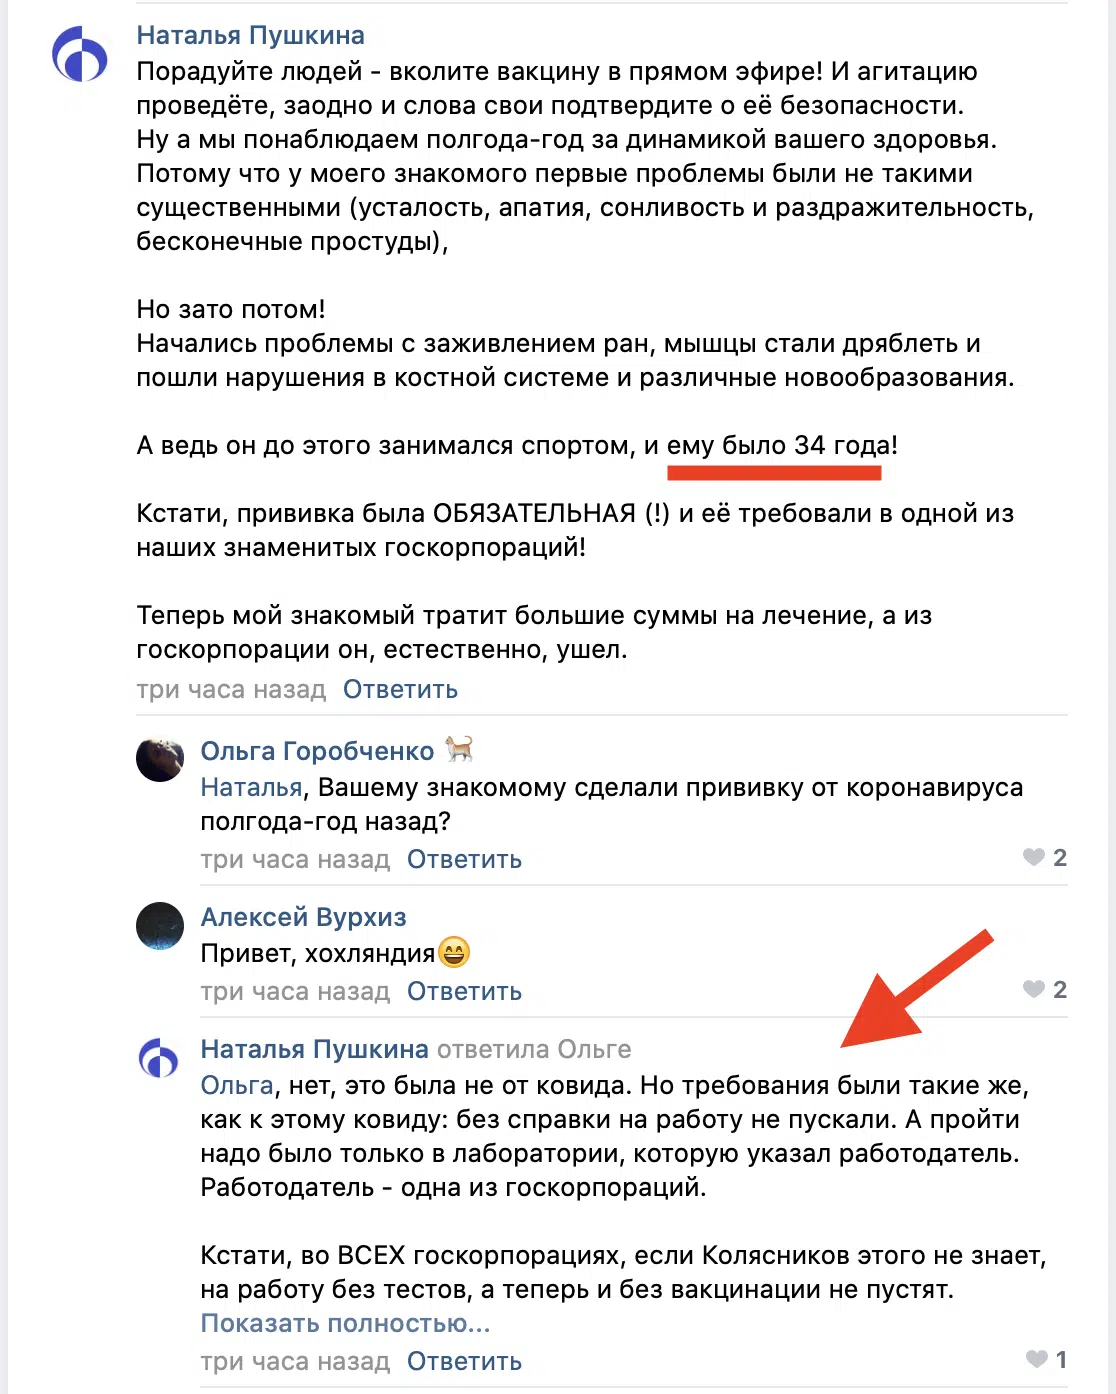 Наталья Пушкина
Порадуйте людей - вколите вакцину в прямом эфире! И агитацию
проведёте, заодно и слова свои подтвердите о её безопасности.
Ну а мы понаблюдаем полгода-год за динамикой вашего здоровья.
Потому что у моего знакомого первые проблемы были не такими
существенными (усталость, апатия, сонливость и раздражительность,
бесконечные простуды),
Но зато потом!
Начались проблемы с заживлением ран, мышцы стали дряблеть и
пошли нарушения в костной системе и различные новообразования.
А ведь он до этого занимался спортом, и ему было 34 года!
Кстати, прививка была ОБЯЗАТЕЛЬНАЯ (!) и её требовали в одной из
наших знаменитых госкорпораций!
Теперь мой знакомый тратит большие суммы на лечение, а из
госкорпорации он, естественно, ушел.
три часа назад Ответить
Ольга Горобченко 🐈
Наталья, Вашему знакомому сделали прививку от коронавируса
полгода-год назад?
три часа назад Ответить 2
Алексей Вурхиз
Привет, хохляндия😄
три часа назад Ответить 2
Наталья Пушкина ответила Ольге
Ольга, нет, это была не от ковида. Но требования были такие же,
как к этому ковиду: без справки на работу не пускали. А пройти
надо было только в лаборатории, которую указал работодатель.
Работодатель - одна из госкорпораций.
Кстати, во ВСЕХ госкорпорациях, если Колясников этого не знает,
на работу без тестов, а теперь и без вакцинации не пустят.
Показать полностью...
три часа назад Ответить 1